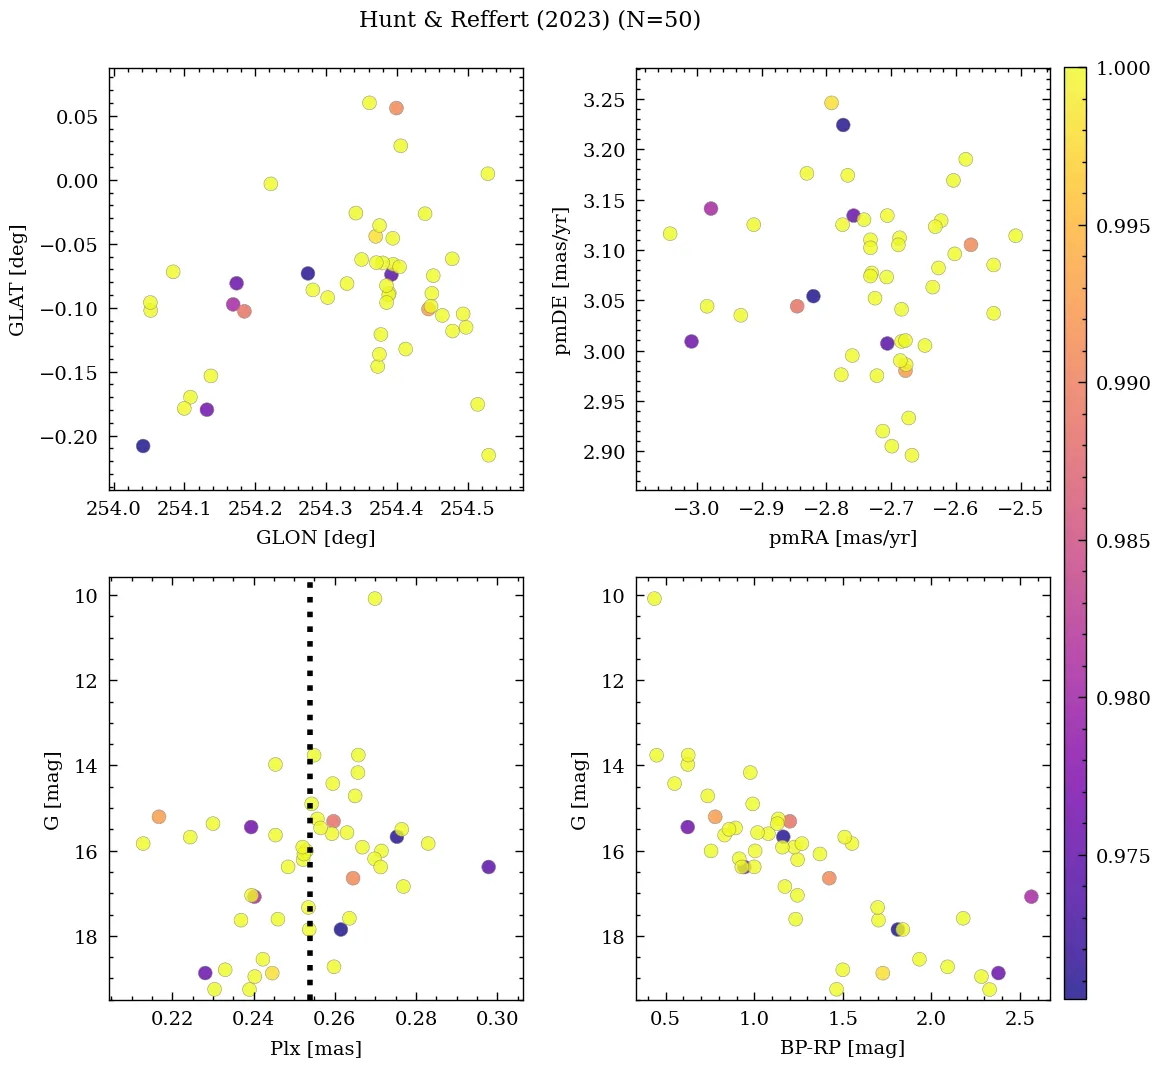 Hunt & Reffert (2023) (N=50)
0.05
0.00
−0.05
−0.10
−0.15
−0.20
GLAT [deg]
254.0 254.1 254.2 254.3 254.4 254.5
GLON [deg]
3.25
3.20
3.15
3.10
3.05
3.00
2.95
2.90
pmDE [mas/yr]
−3.0 −2.9 −2.8 −2.7 −2.6 −2.5
pmRA [mas/yr]
1.000
0.995
0.990
0.985
0.980
0.975
10
12
14
16
18
G [mag]
0.22 0.24 0.26 0.28 0.30
Plx [mas]
10
12
14
16
18
G [mag]
0.5 1.0 1.5 2.0 2.5
BP-RP [mag]